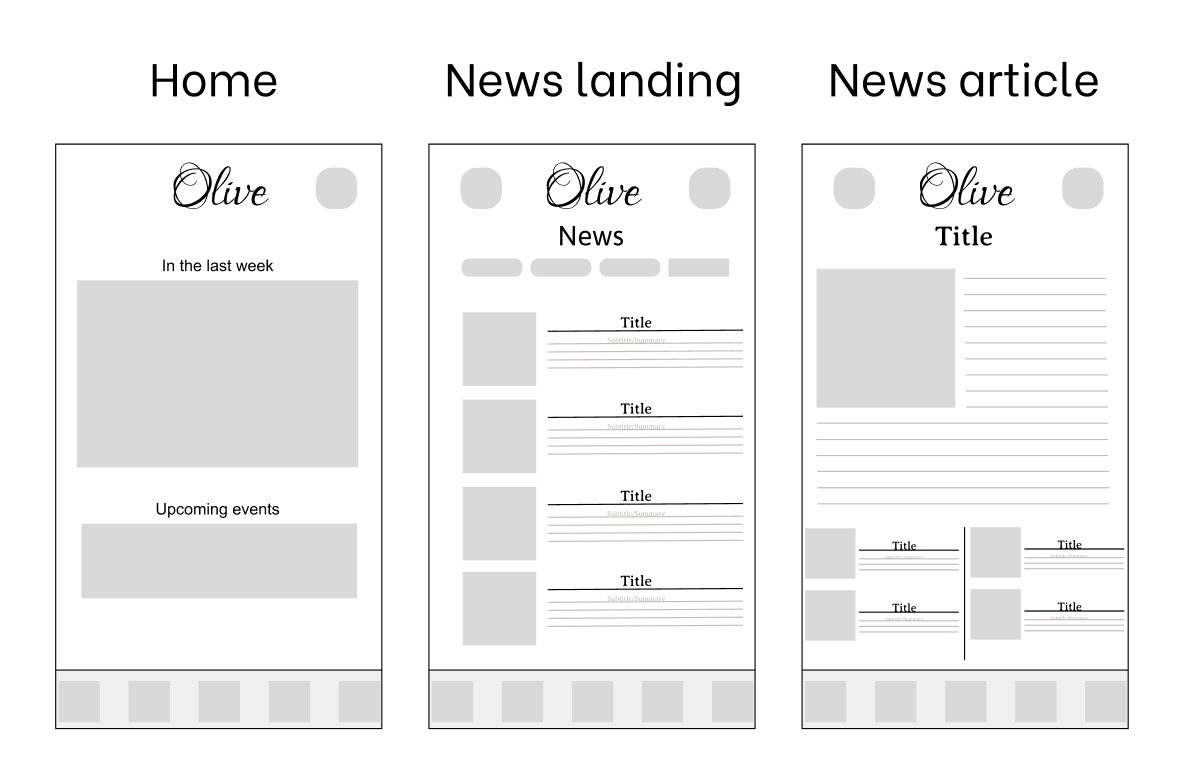 Home
News landing
News article
Olive
In the last week
Upcoming events
Olive
News
Title
Subtitle/Summary
Title
Subtitle/Summary
Title
Subtitle/Summary
Title
Subtitle/Summary
Olive
Title
Title
Subtitle/Summary
Title
Subtitle/Summary
Title
Subtitle/Summary
Title
Subtitle/Summary